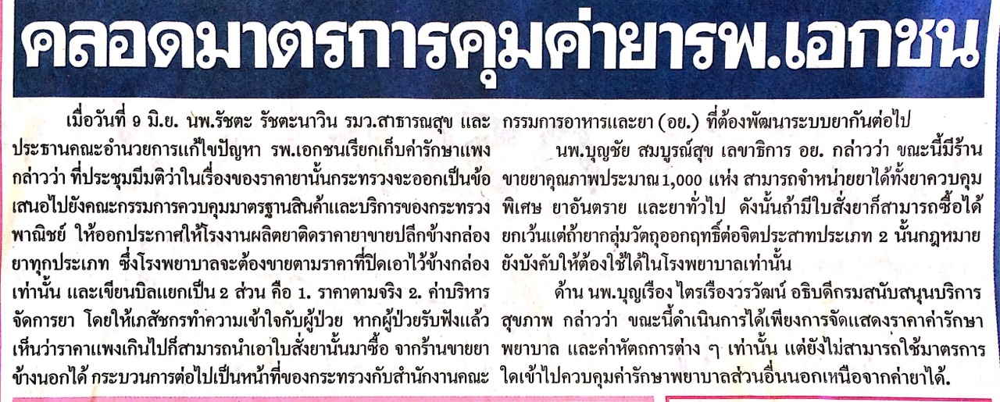 คลอดมาตรการคุมค่ายารพ.เอกชน
เมื่อวันที่ 9 มิ.ย. นพ.รัชตะ รัชตะนาวิน รมว.สาธารณสุข และ
ประธานคณะอำนวยการแก้ไขปัญหา รพ.เอกชนเรียกเก็บค่ารักษาแพง
กล่าวว่า ที่ประชุมมีมติว่าในเรื่องของราคายานั้นกระทรวงจะออกเป็นข้อ
เสนอไปยังคณะกรรมการควบคุมมาตรฐานสินค้าและบริการของกระทรวง
พาณิชย์ ให้ออกประกาศให้โรงงานผลิตยาติดราคายาขายปลีกข้างกล่อง
ยาทุกประเภท ซึ่งโรงพยาบาลจะต้องขายตามราคาที่ปิดเอาไว้ข้างกล่อง
เท่านั้น และเขียนบิลแยกเป็น 2 ส่วน คือ 1. ราคาตามจริง 2. ค่าบริหาร
จัดการยา โดยให้เภสัชกรทำความเข้าใจกับผู้ป่วย หากผู้ป่วยรับฟังแล้ว
เห็นว่าราคาแพงเกินไปก็สามารถนำเอาใบสั่งยานั้นมาซื้อ จากร้านขายยา
ข้างนอกได้ กระบวนการต่อไปเป็นหน้าที่ของกระทรวงกับสำนักงานคณะ
กรรมการอาหารและยา (อย.) ที่ต้องพัฒนาระบบยากันต่อไป
นพ.บุญชัย สมบูรณ์สุข เลขาธิการ อย. กล่าวว่า ขณะนี้มีร้าน
ขายยาคุณภาพประมาณ 1,000 แห่ง สามารถจำหน่ายยาได้ทั้งยาควบคุม
พิเศษ ยาอันตราย และยาทั่วไป ดังนั้นถ้ามีใบสั่งยาก็สามารถซื้อได้
ยกเว้นแต่ถ้ายากลุ่มวัตถุออกฤทธิ์ต่อจิตประสาทประเภท 2 นั้นกฎหมาย
ยังบังคับให้ต้องใช้ได้ในโรงพยาบาลเท่านั้น
ด้าน นพ.บุญเรือง ไตรเรืองวรวัฒน์ อธิบดีกรมสนับสนุนบริการ
สุขภาพ กล่าวว่า ขณะนี้ดำเนินการได้เพียงการจัดแสดงราคาค่ารักษา
พยาบาล และค่าหัตถการต่าง ๆ เท่านั้น แต่ยังไม่สามารถใช้มาตรการ
ใดเข้าไปควบคุมค่ารักษาพยาบาลส่วนอื่นนอกเหนือจากค่ายาได้.